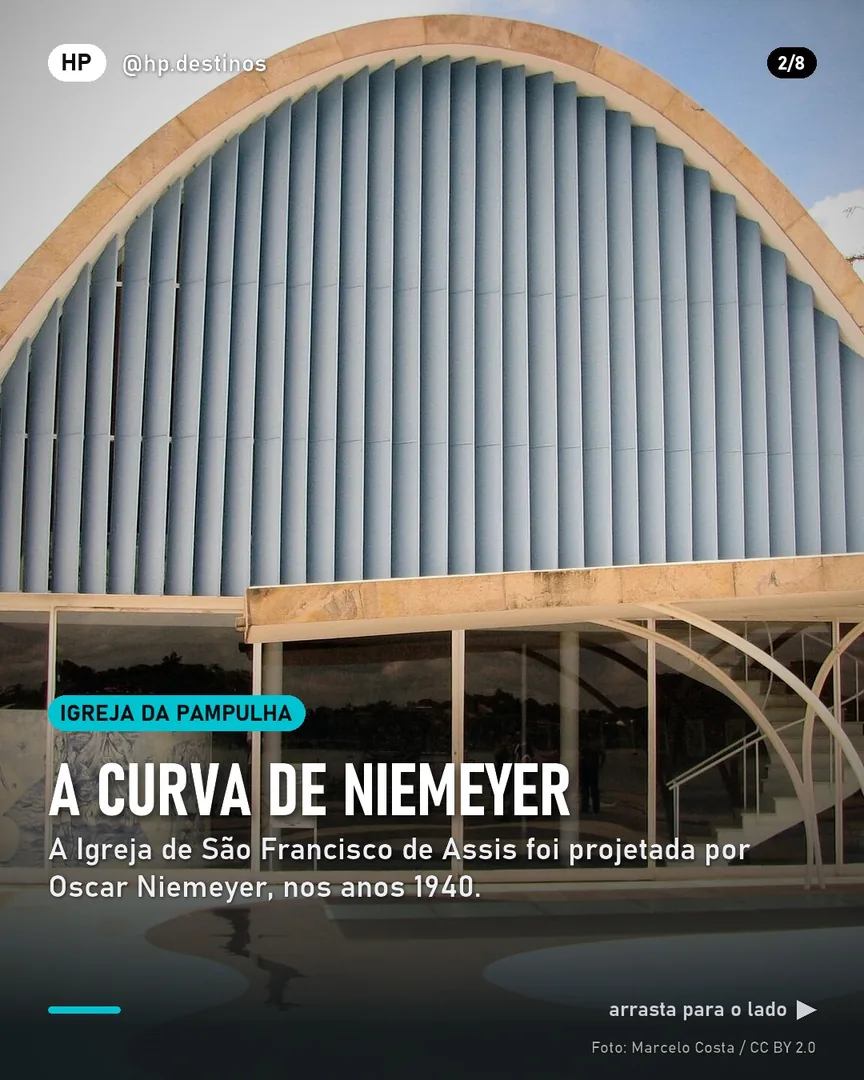 HP @hp.destinos 2/8
IGREJA DA PAMPULHA
A CURVA DE NIEMEYER
A Igreja de São Francisco de Assis foi projetada por
Oscar Niemeyer, nos anos 1940.
arrasta para o lado ▶
Foto: Marcelo Costa / CC BY 2.0